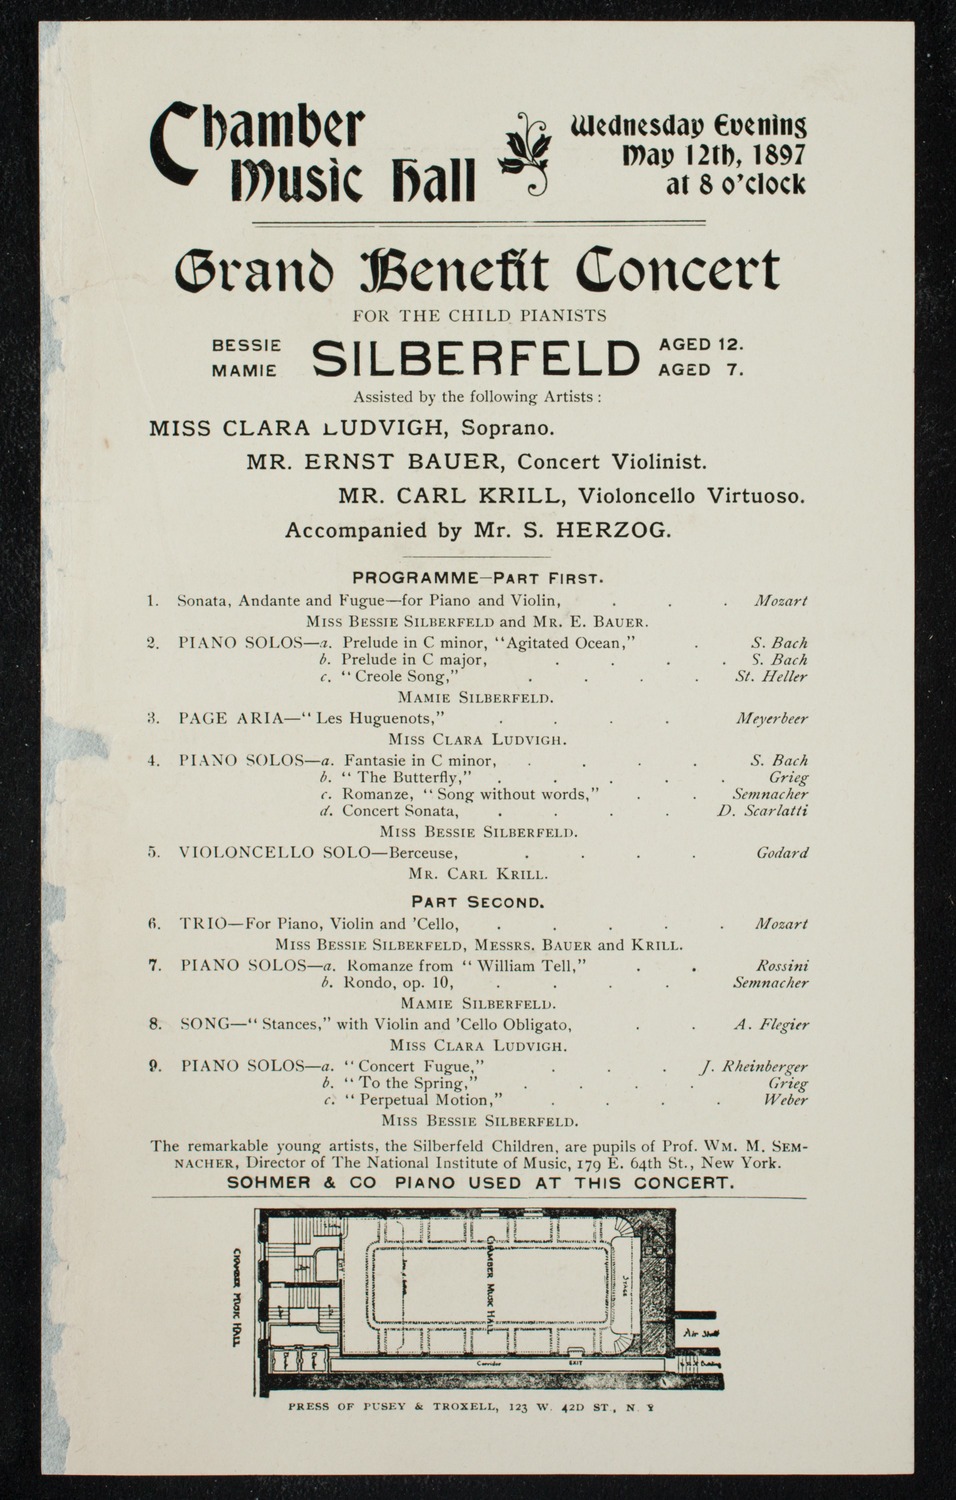 Chamber
Music Hall
Wednesday Evening
May 12th, 1897
at 8 o'clock
Grand Benefit Concert
FOR THE CHILD PIANISTS
BESSIE
MAMIE
SILBERFELD
AGED 12.
AGED 7.
Assisted by the following Artists :
MISS CLARA LUDVIGH, Soprano.
MR. ERNST BAUER, Concert Violinist.
MR. CARL KRILL, Violoncello Virtuoso.
Accompanied by Mr. S. HERZOG.
PROGRAMME—PART FIRST.
1. Sonata, Andante and Fugue—for Piano and Violin, . . . Mozart
MISS BESSIE SILBERFELD and MR. E. BAUER.
2. PIANO SOLOS—a. Prelude in C minor, "Agitated Ocean," . S. Bach
b. Prelude in C major, . . . . S. Bach
c. "Creole Song," . . . . St. Heller
MAMIE SILBERFELD.
3. PAGE ARIA—"Les Huguenots," . . . . Meyerbeer
MISS CLARA LUDVIGH.
4. PIANO SOLOS—a. Fantasie in C minor, . . . . S. Bach
b. "The Butterfly," . . . . . Grieg
c. Romanze, "Song without words," . . Semnacher
d. Concert Sonata, . . . . D. Scarlatti
MISS BESSIE SILBERFELD.
5. VIOLONCELLO SOLO—Berceuse, . . . . Godard
MR. CARL KRILL.
PART SECOND.
6. TRIO—For Piano, Violin and 'Cello, . . . . . Mozart
MISS BESSIE SILBERFELD, MESSRS. BAUER and KRILL.
7. PIANO SOLOS—a. Romanze from "William Tell," . . Rossini
b. Rondo, op. 10, . . . . Semnacher
MAMIE SILBERFELD.
8. SONG—"Stances," with Violin and 'Cello Obligato, . . A. Flegier
MISS CLARA LUDVIGH.
9. PIANO SOLOS—a. "Concert Fugue," . . . J. Rheinberger
b. "To the Spring," . . . . Grieg
c. "Perpetual Motion," . . . . Weber
MISS BESSIE SILBERFELD.
The remarkable young artists, the Silberfeld Children, are pupils of Prof. WM. M. SEM-
NACHER, Director of The National Institute of Music, 179 E. 64th St., New York.
SOHMER & CO PIANO USED AT THIS CONCERT.
CHAMBER MUSIC HALL
CHAMBER MUSIC HALL
STAGE
Air Shaft
Corridor
EXIT
Building
PRESS OF PUSEY & TROXELL, 123 W. 42D ST., N. Y